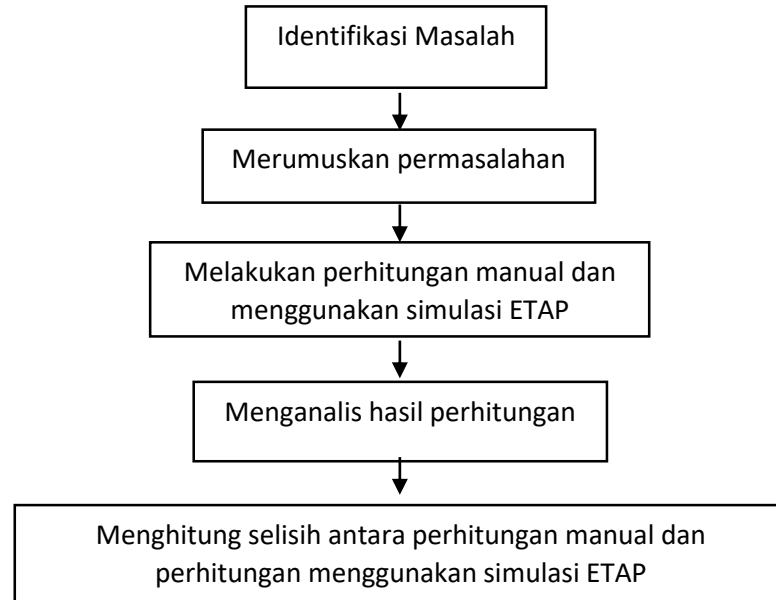 Identifikasi Masalah
Merumuskan permasalahan
Melakukan perhitungan manual dan
menggunakan simulasi ETAP
Menganalis hasil perhitungan
Menghitung selisih antara perhitungan manual dan
perhitungan menggunakan simulasi ETAP